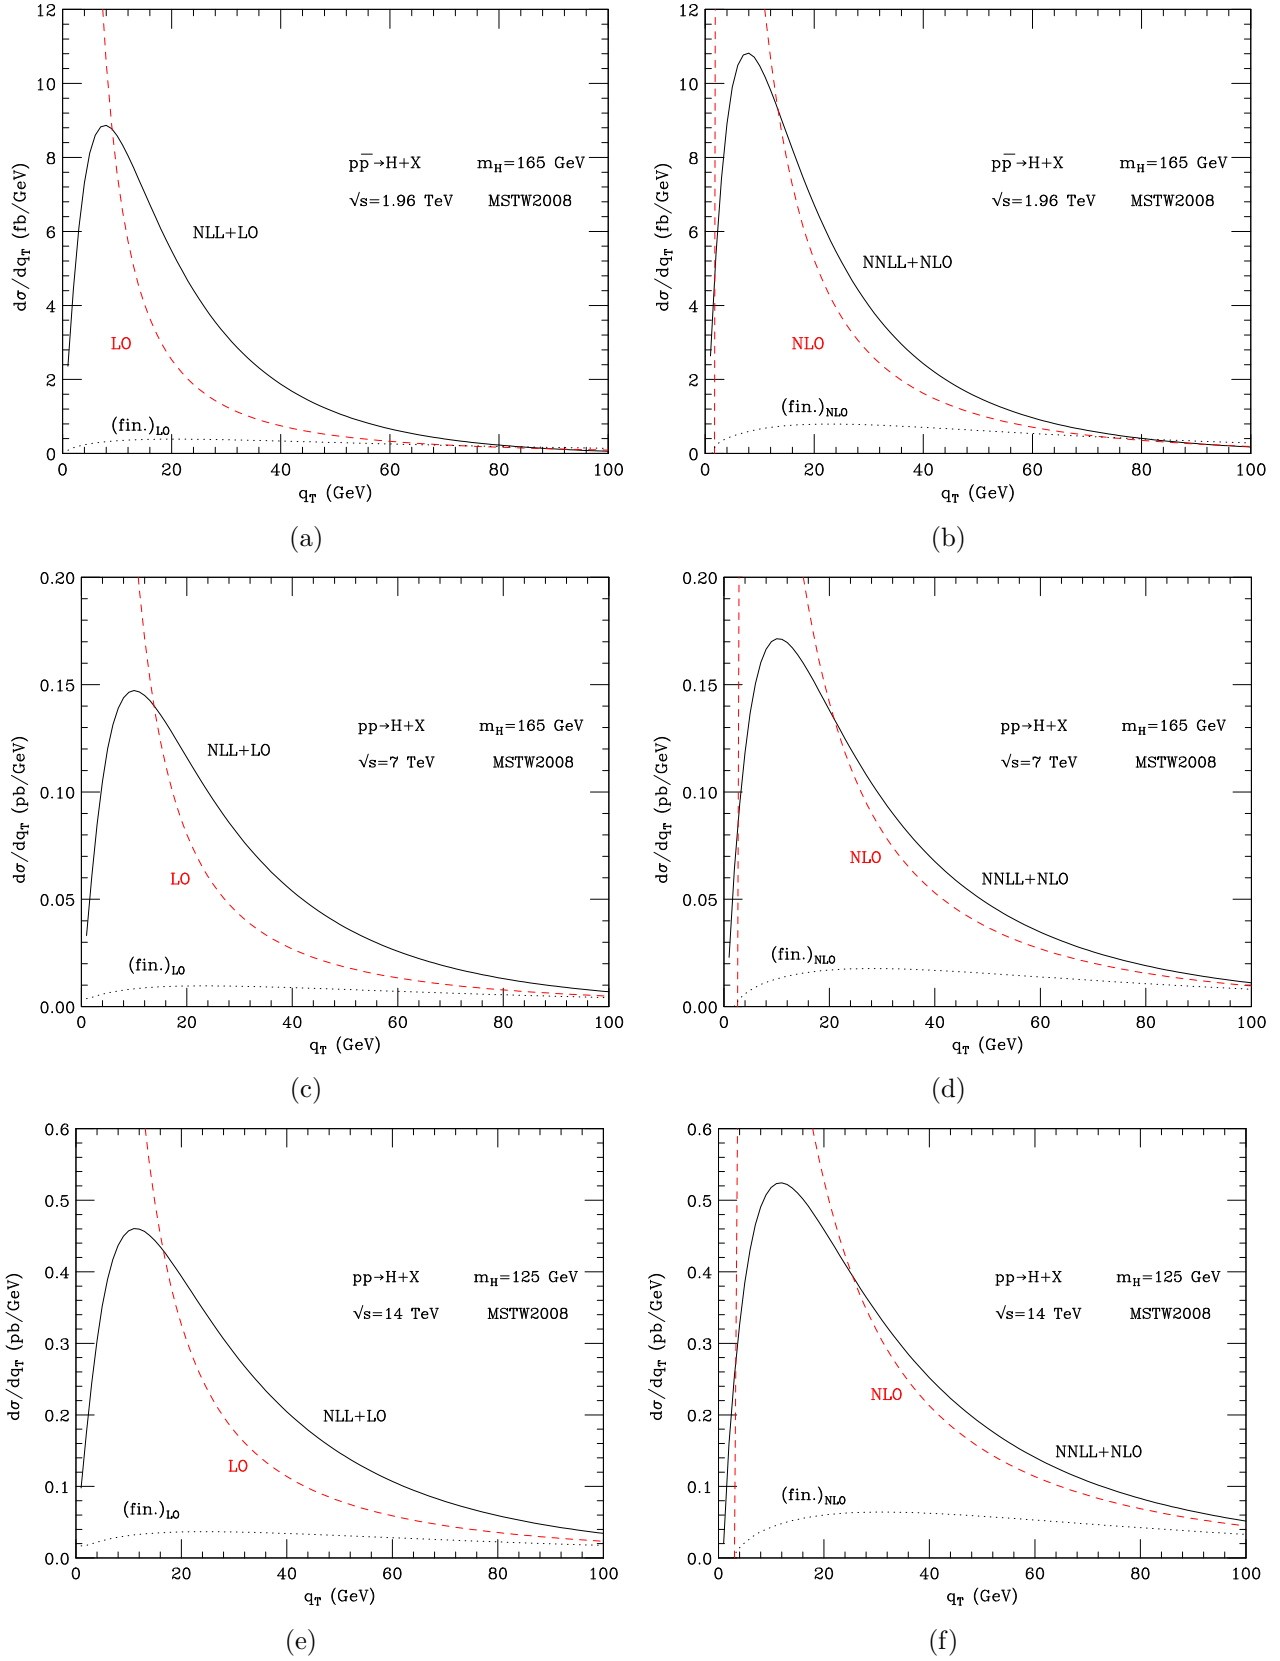 12
10
8
6
4
2
0
dσ/dq_T (fb/GeV)
pp̅→H+X m_H=165 GeV
√s=1.96 TeV MSTW2008
NLL+LO
LO
(fin.)_LO
0 20 40 60 80 100
q_T (GeV)
(a)
12
10
8
6
4
2
0
dσ/dq_T (fb/GeV)
pp̅→H+X m_H=165 GeV
√s=1.96 TeV MSTW2008
NNLL+NLO
NLO
(fin.)_NLO
0 20 40 60 80 100
q_T (GeV)
(b)
0.20
0.15
0.10
0.05
0.00
dσ/dq_T (pb/GeV)
pp→H+X m_H=165 GeV
NLL+LO
√s=7 TeV MSTW2008
LO
(fin.)_LO
0 20 40 60 80 100
q_T (GeV)
(c)
0.20
0.15
0.10
0.05
0.00
dσ/dq_T (pb/GeV)
pp→H+X m_H=165 GeV
√s=7 TeV MSTW2008
NLO
NNLL+NLO
(fin.)_NLO
0 20 40 60 80 100
q_T (GeV)
(d)
0.6
0.5
0.4
0.3
0.2
0.1
0.0
dσ/dq_T (pb/GeV)
pp→H+X m_H=125 GeV
√s=14 TeV MSTW2008
NLL+LO
LO
(fin.)_LO
0 20 40 60 80 100
q_T (GeV)
(e)
0.6
0.5
0.4
0.3
0.2
0.1
0.0
dσ/dq_T (pb/GeV)
pp→H+X m_H=125 GeV
√s=14 TeV MSTW2008
NLO
NNLL+NLO
(fin.)_NLO
0 20 40 60 80 100
q_T (GeV)
(f)